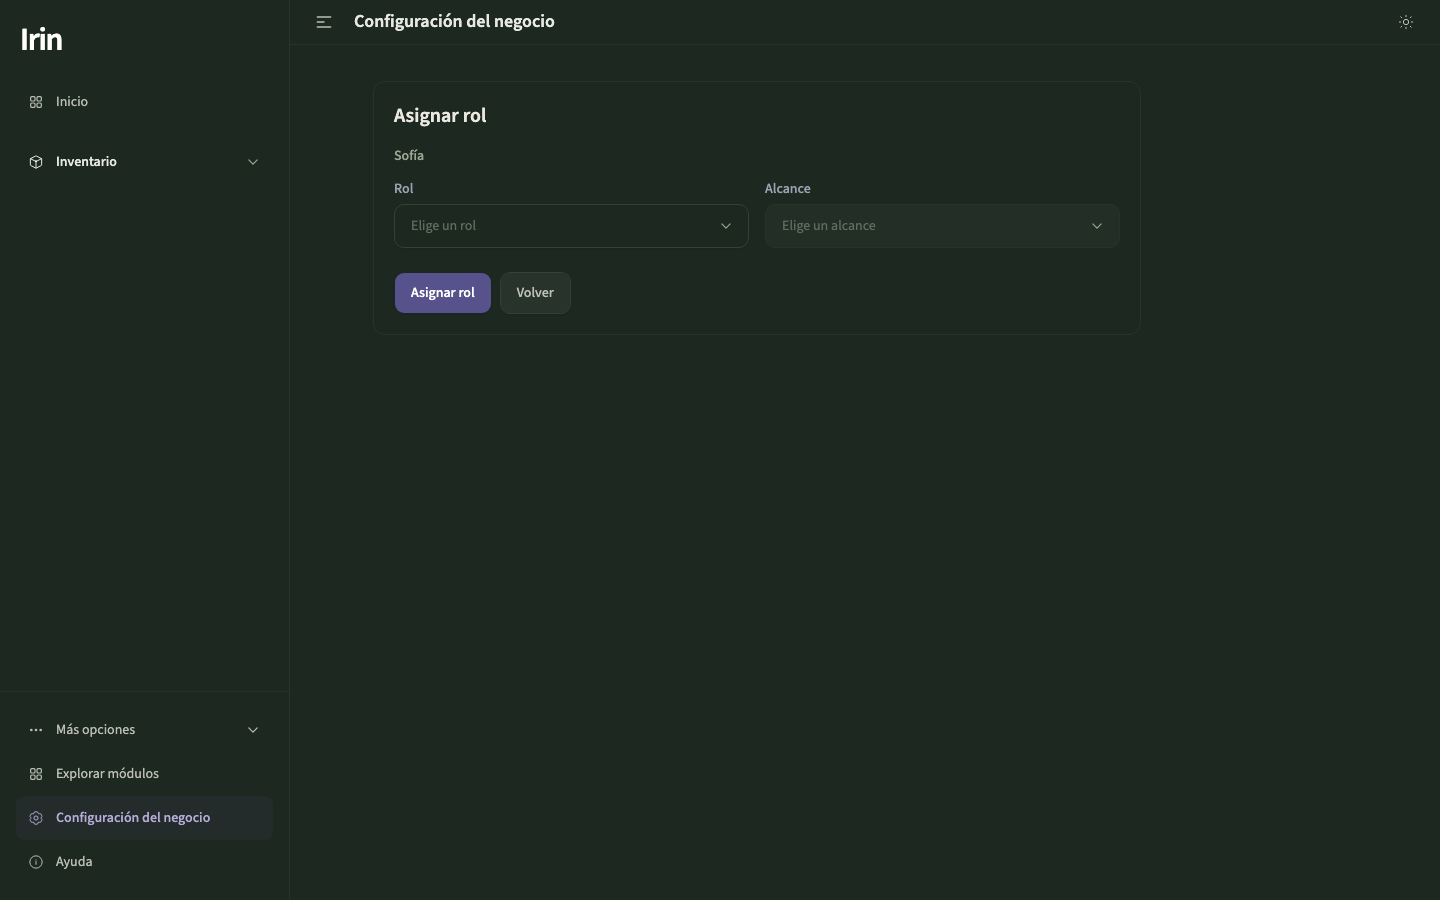 Irin
Configuración del negocio
Inicio
Inventario
Asignar rol
Sofía
Rol
Alcance
Elige un rol
Elige un alcance
Asignar rol
Volver
Más opciones
Explorar módulos
Configuración del negocio
Ayuda